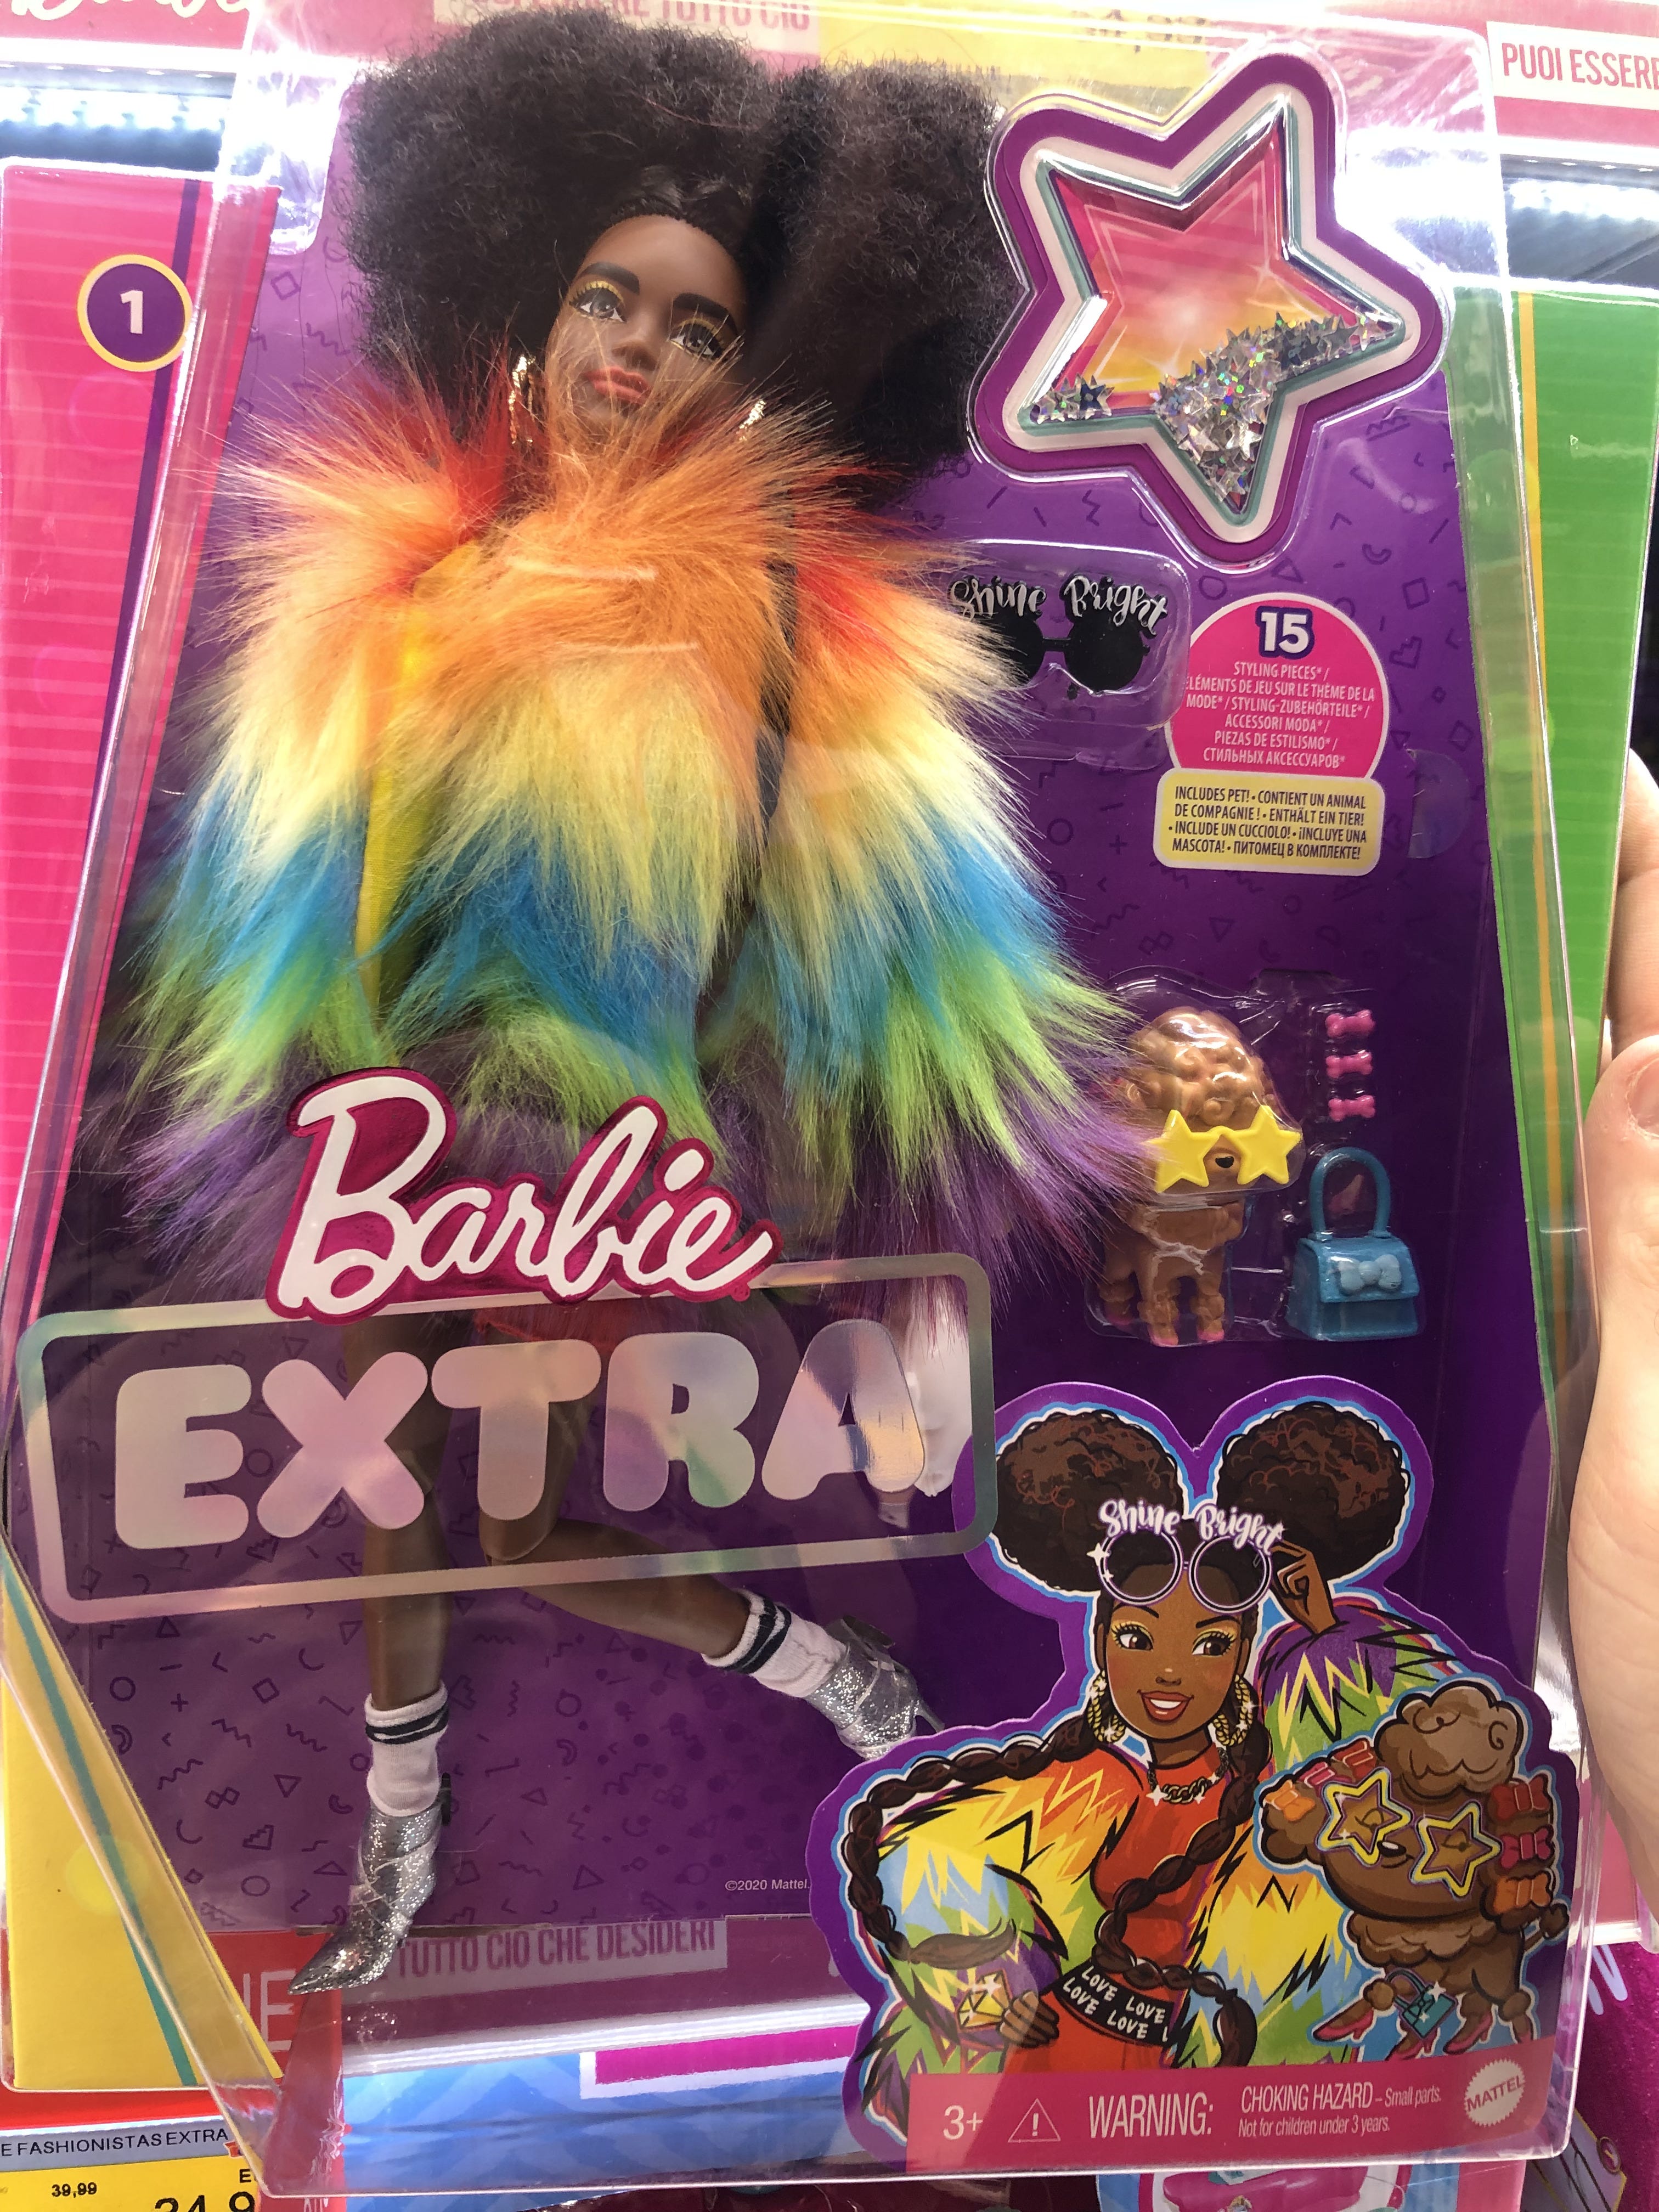 PUOI ESSERE
1
Shine Bright
15
STYLING PIECES* /
ÉLÉMENTS DE JEU SUR LE THÈME DE LA
MODE* / STYLING-ZUBEHÖRTEILE* /
ACCESSORI MODA* /
PIEZAS DE ESTILISMO* /
СТИЛЬНЫХ АКСЕССУАРОВ*
INCLUDES PET! • CONTIENT UN ANIMAL
DE COMPAGNIE ! • ENTHÄLT EIN TIER!
• INCLUDE UN CUCCIOLO! • ¡INCLUYE UNA
MASCOTA! • ПИТОМЕЦ В КОМПЛЕКТЕ!
Barbie
EXTRA
Shine Bright
©2020 Mattel.
TUTTO CIÒ CHE DESIDERI
LOVE LOVE
LOVE LOVE L
3+ WARNING: CHOKING HAZARD – Small parts.
Not for children under 3 years.
MATTEL
E FASHIONISTAS EXTRA
39,99